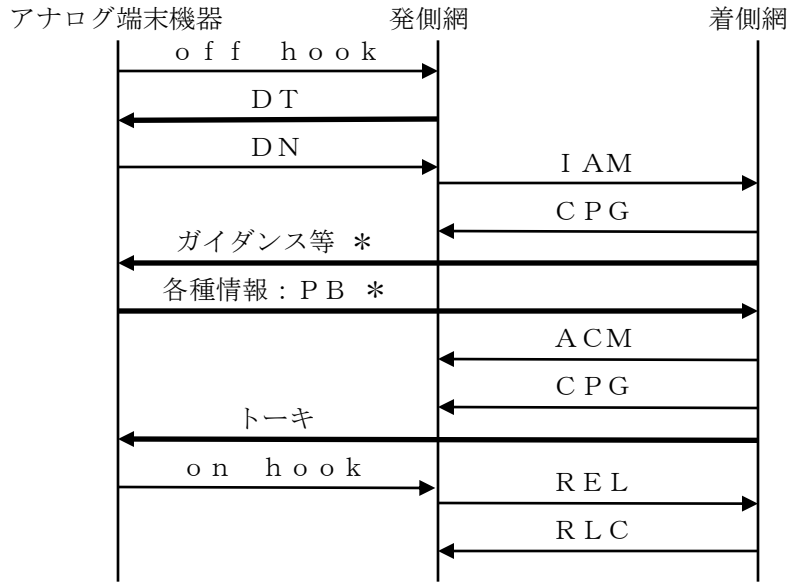 アナログ端末機器 発側網 着側網
ｏｆｆ ｈｏｏｋ
ＤＴ
ＤＮ
ＩＡＭ
ＣＰＧ
ガイダンス等 ＊
各種情報：ＰＢ ＊
ＡＣＭ
ＣＰＧ
トーキ
ｏｎ ｈｏｏｋ
ＲＥＬ
ＲＬＣ